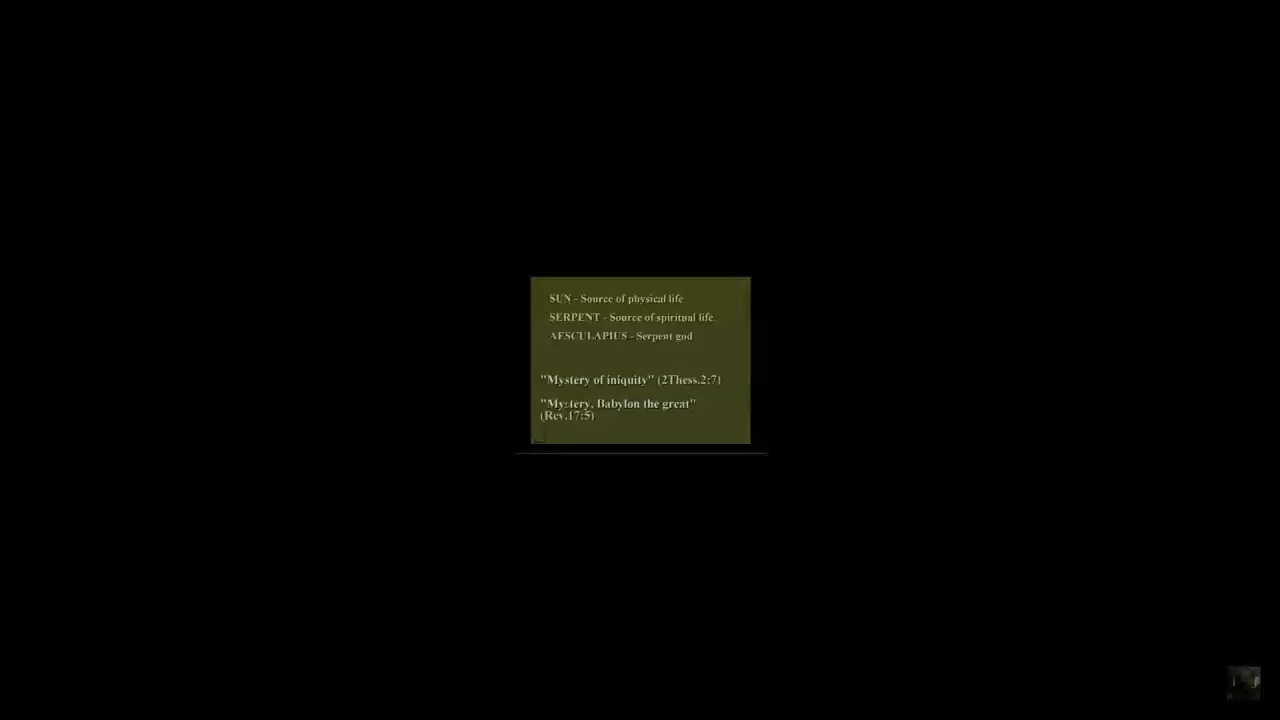 SUN - Source of physical life
SERPENT - Source of spiritual life
AESCULAPIUS - Serpent god
"Mystery of iniquity" (2Thess.2:7)
"Mystery, Babylon the great"
(Rev.17:5)